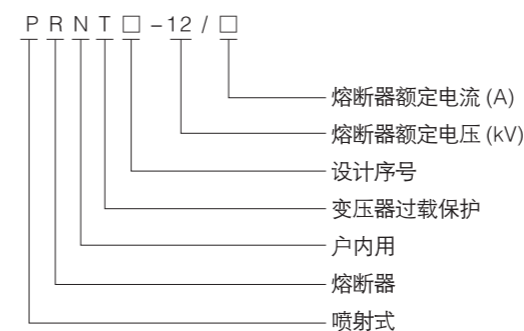 PRNT□-12/□
熔断器额定电流(A)
熔断器额定电压(kV)
设计序号
变压器过载保护
户内用
熔断器
喷射式